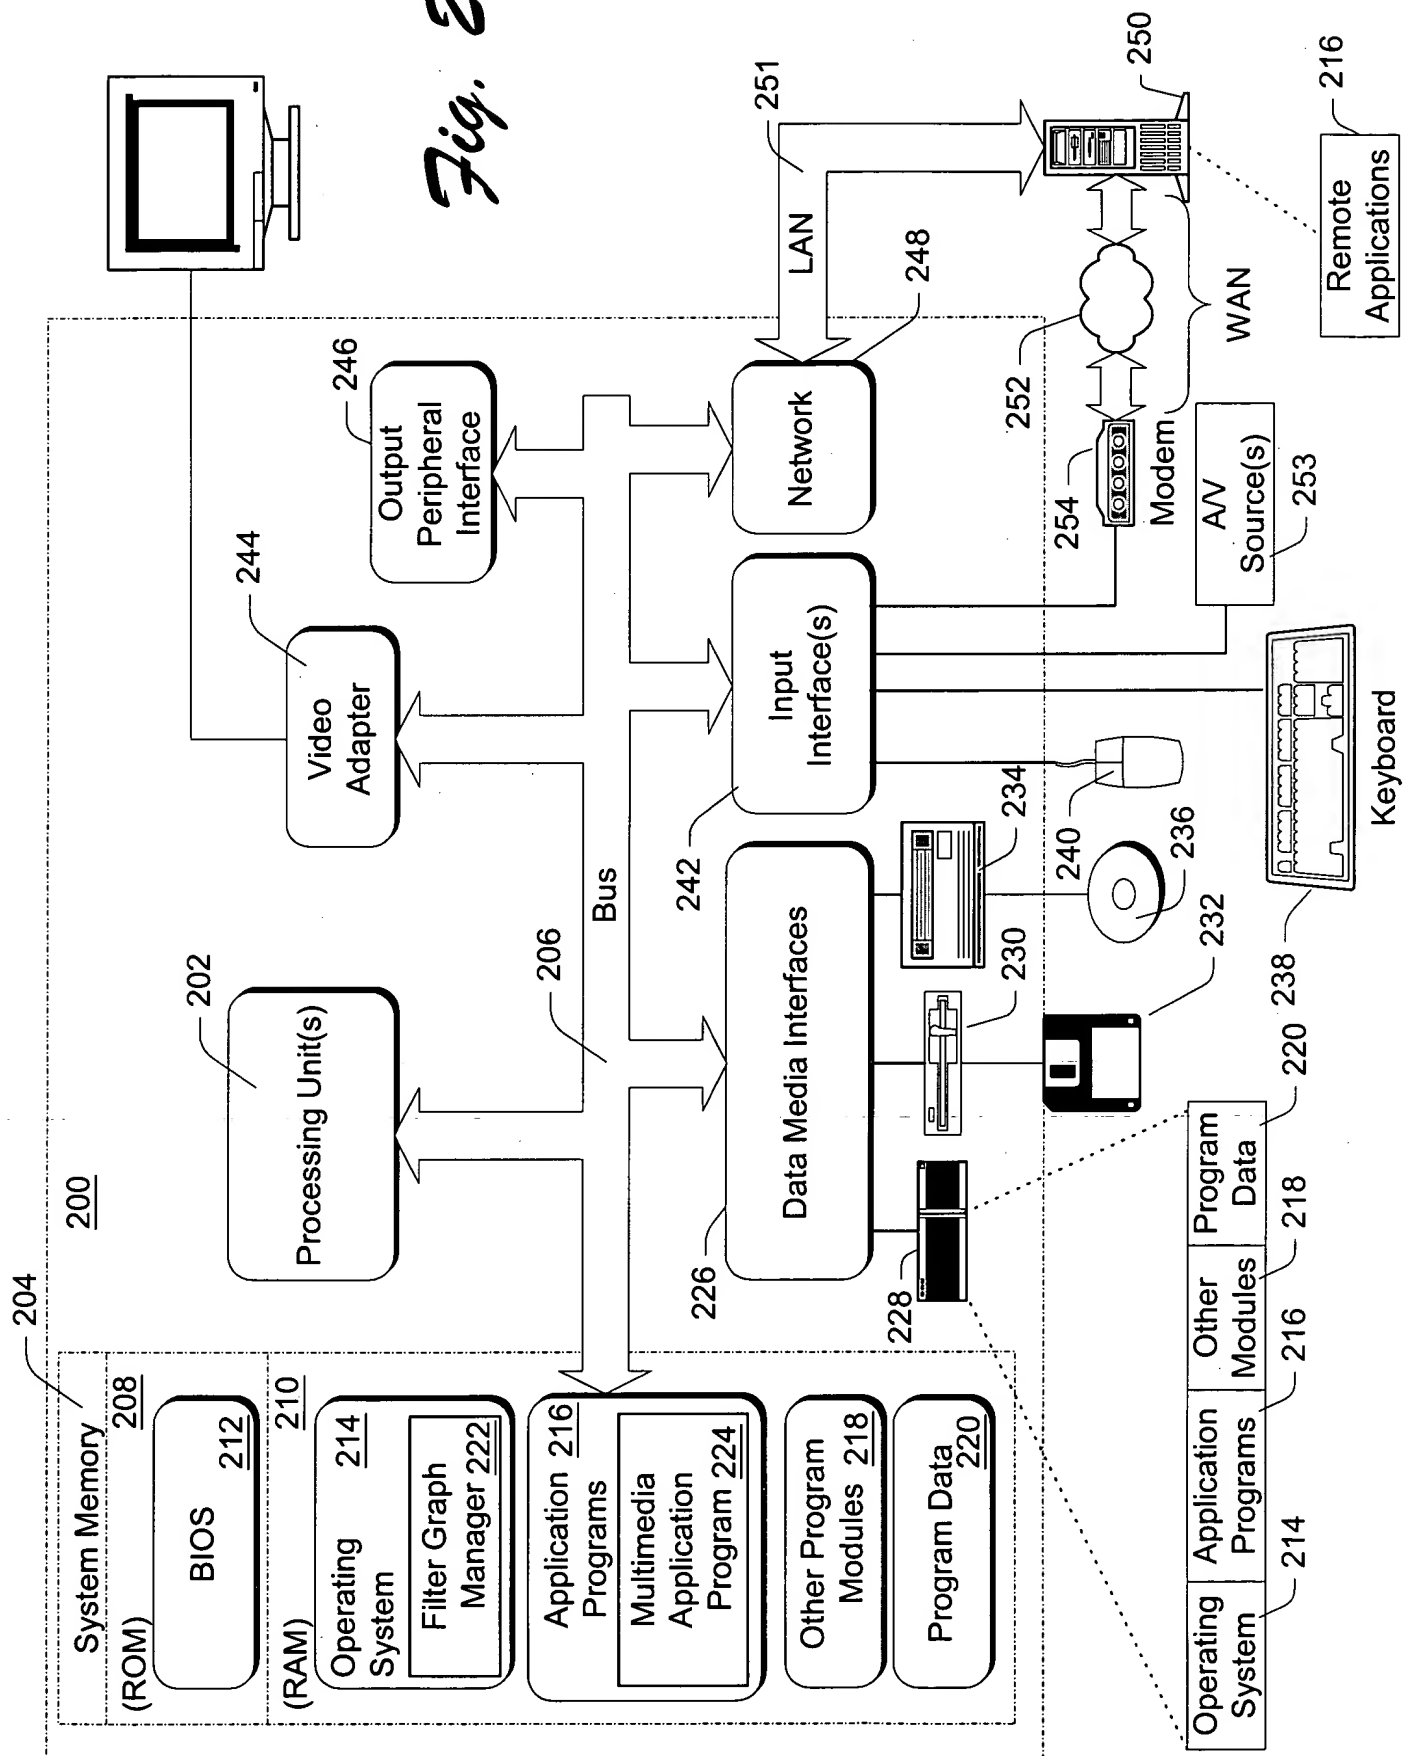 204
200
System Memory
(ROM) 208
BIOS
212
(RAM) 210
Operating
System
214
Filter Graph
Manager 222
Application 216
Programs
Multimedia
Application
Program 224
Other Program
Modules 218
Program Data
220
202
Processing Unit(s)
244
Video
Adapter
246
Output
Peripheral
Interface
Fig. 2
206
Bus
226
Data Media Interfaces
242
Input
Interface(s)
Network
248
LAN
251
228
230
234
232
236
240
254
Modem
252
WAN
250
A/V
Source(s)
253
238
Keyboard
Remote
Applications
216
Operating
System
Application
Programs
Other
Modules
Program
Data
214
216
218
220